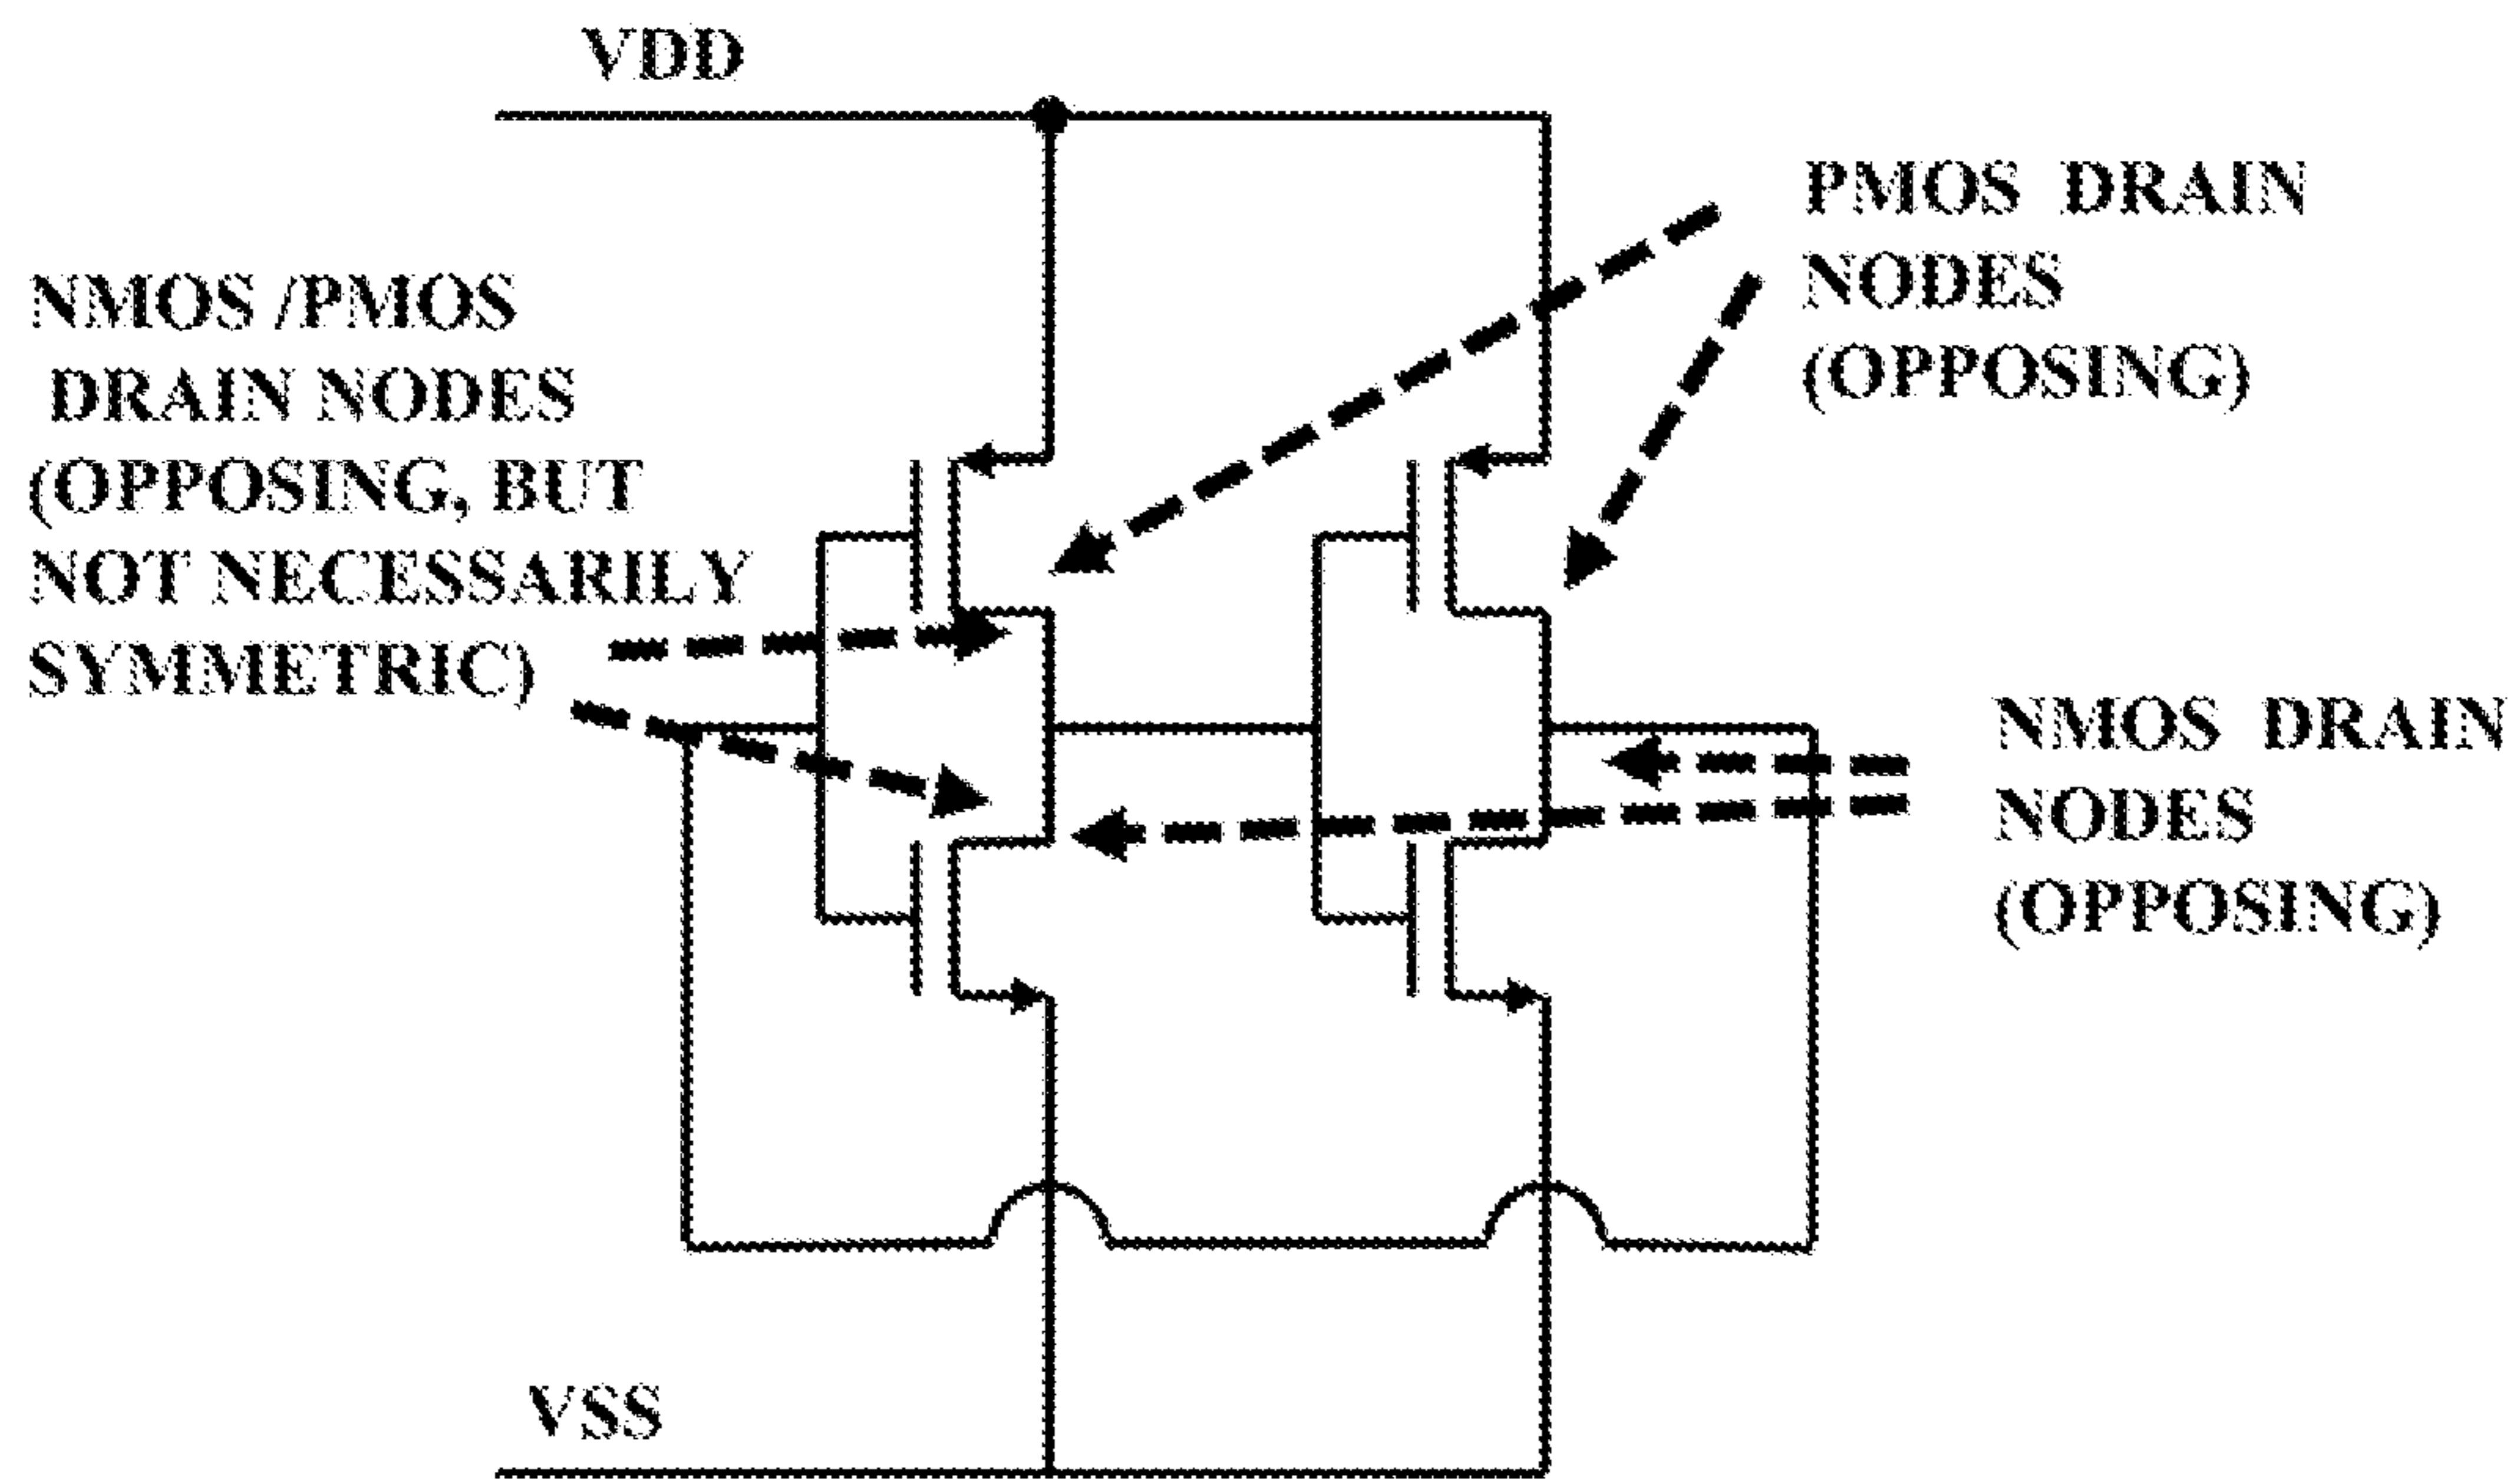 VDD
NMOS /PMOS
DRAIN NODES
(OPPOSING, BUT
NOT NECESSARILY
SYMMETRIC)
PMOS DRAIN
NODES
(OPPOSING)
NMOS DRAIN
NODES
(OPPOSING)
VSS